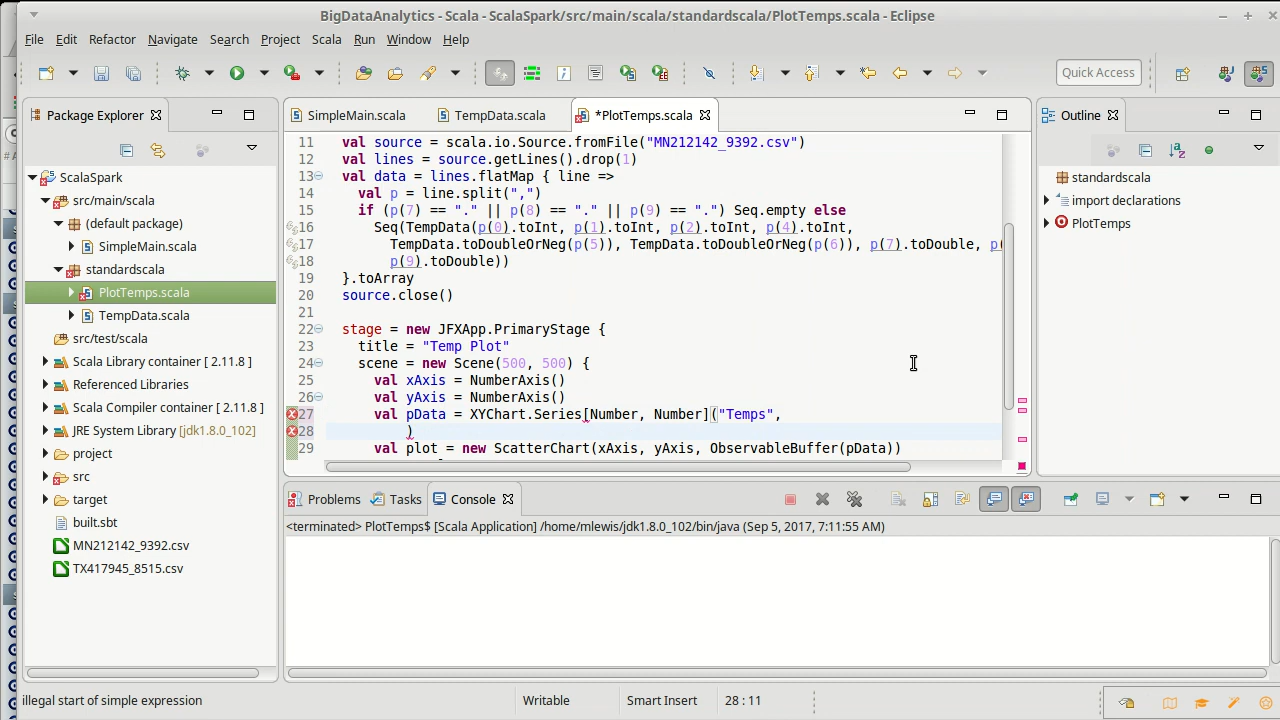 BigDataAnalytics - Scala - ScalaSpark/src/main/scala/standardscala/PlotTemps.scala - Eclipse
File Edit Refactor Navigate Search Project Scala Run Window Help
Quick Access
Package Explorer
ScalaSpark
src/main/scala
(default package)
SimpleMain.scala
standardscala
PlotTemps.scala
TempData.scala
src/test/scala
Scala Library container [ 2.11.8 ]
Referenced Libraries
Scala Compiler container [ 2.11.8 ]
JRE System Library [jdk1.8.0_102]
project
src
target
built.sbt
MN212142_9392.csv
TX417945_8515.csv
SimpleMain.scala TempData.scala *PlotTemps.scala
11 val source = scala.io.Source.fromFile("MN212142_9392.csv")
12 val lines = source.getLines().drop(1)
13 val data = lines.flatMap { line =>
14 val p = line.split(",")
15 if (p(7) == "." || p(8) == "." || p(9) == ".") Seq.empty else
16 Seq(TempData(p(0).toInt, p(1).toInt, p(2).toInt, p(4).toInt,
17 TempData.toDoubleOrNeg(p(5)), TempData.toDoubleOrNeg(p(6)), p(7).toDouble, p(
18 p(9).toDouble))
19 }.toArray
20 source.close()
21
22 stage = new JFXApp.PrimaryStage {
23 title = "Temp Plot"
24 scene = new Scene(500, 500) {
25 val xAxis = NumberAxis()
26 val yAxis = NumberAxis()
27 val pData = XYChart.Series[Number, Number]("Temps",
28 )
29 val plot = new ScatterChart(xAxis, yAxis, ObservableBuffer(pData))
Outline
standardscala
import declarations
PlotTemps
Problems Tasks Console
<terminated> PlotTemps$ [Scala Application] /home/mlewis/jdk1.8.0_102/bin/java (Sep 5, 2017, 7:11:55 AM)
illegal start of simple expression Writable Smart Insert 28 : 11